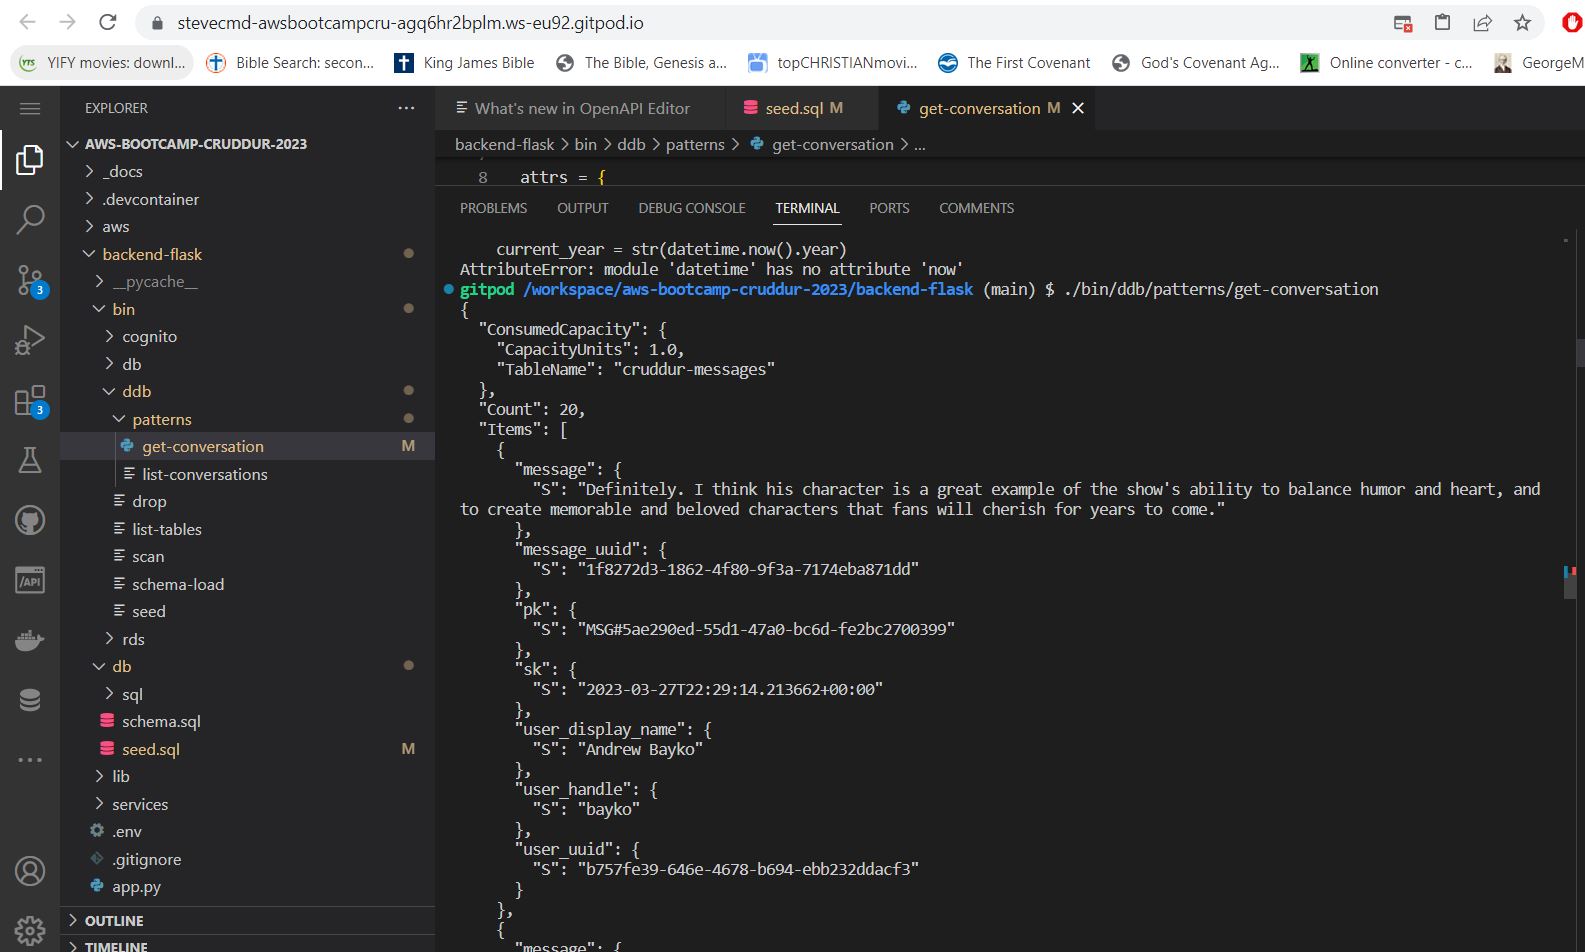 stevecmd-awsbootcampcru-agq6hr2bplm.ws-eu92.gitpod.io
YTS YIFY movies: downl... Bible Search: secon... King James Bible The Bible, Genesis a... topCHRISTIANmovi... The First Covenant God's Covenant Ag... Online converter - c... GeorgeM
EXPLORER ...
What's new in OpenAPI Editor seed.sql M get-conversation M
backend-flask > bin > ddb > patterns > get-conversation > ...
8 attrs = {
PROBLEMS OUTPUT DEBUG CONSOLE TERMINAL PORTS COMMENTS
AWS-BOOTCAMP-CRUDDUR-2023
_docs
.devcontainer
aws
backend-flask
__pycache__
bin
cognito
db
ddb
patterns
get-conversation M
list-conversations
drop
list-tables
scan
schema-load
seed
rds
db
sql
schema.sql
seed.sql M
lib
services
.env
.gitignore
app.py
OUTLINE
TIMELINE
3
3
/API
current_year = str(datetime.now().year)
AttributeError: module 'datetime' has no attribute 'now'
gitpod /workspace/aws-bootcamp-cruddur-2023/backend-flask (main) $ ./bin/ddb/patterns/get-conversation
{
"ConsumedCapacity": {
"CapacityUnits": 1.0,
"TableName": "cruddur-messages"
},
"Count": 20,
"Items": [
{
"message": {
"S": "Definitely. I think his character is a great example of the show's ability to balance humor and heart, and
to create memorable and beloved characters that fans will cherish for years to come."
},
"message_uuid": {
"S": "1f8272d3-1862-4f80-9f3a-7174eba871dd"
},
"pk": {
"S": "MSG#5ae290ed-55d1-47a0-bc6d-fe2bc2700399"
},
"sk": {
"S": "2023-03-27T22:29:14.213662+00:00"
},
"user_display_name": {
"S": "Andrew Bayko"
},
"user_handle": {
"S": "bayko"
},
"user_uuid": {
"S": "b757fe39-646e-4678-b694-ebb232ddacf3"
}
},
{
"message": {